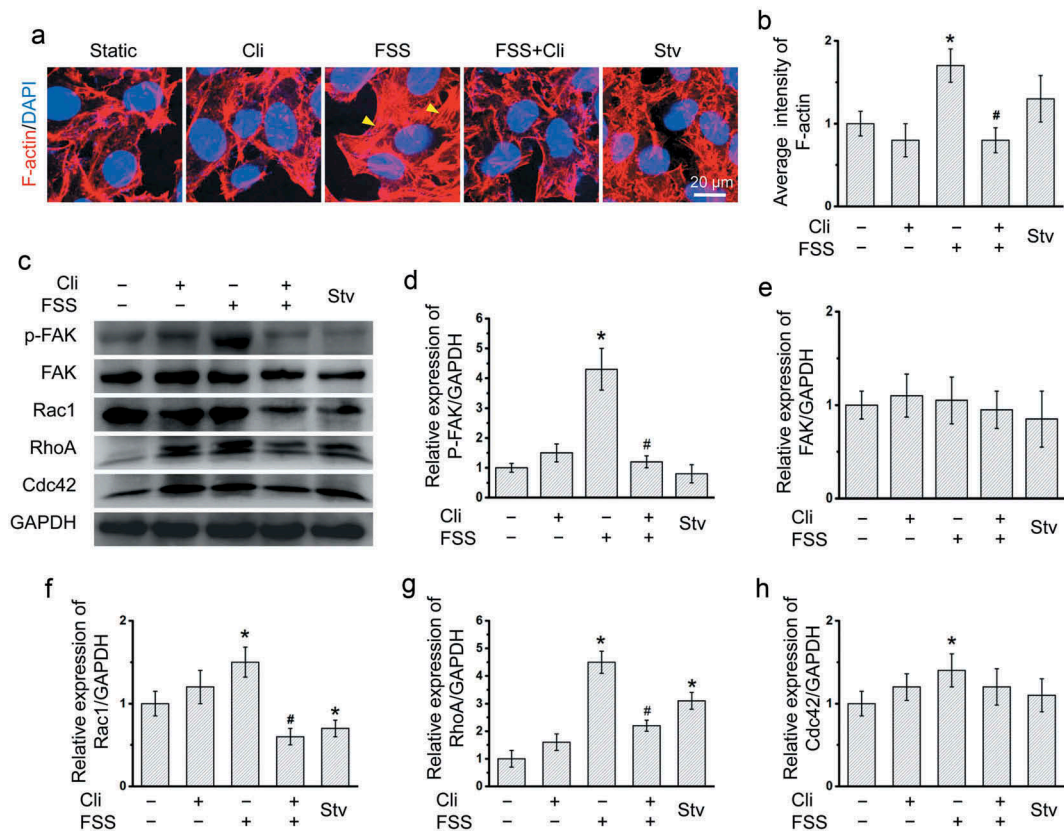 a
Static Cli FSS FSS+Cli Stv
F-actin/DAPI
20 μm
b
Average intensity of
F-actin
2
1
0
* #
Cli – + – + Stv
FSS – – + +
c
Cli – + – + Stv
FSS – – + +
p-FAK
FAK
Rac1
RhoA
Cdc42
GAPDH
d
Relative expression of
P-FAK/GAPDH
6
5
4
3
2
1
0
* #
Cli – + – + Stv
FSS – – + +
e
Relative expression of
FAK/GAPDH
2
1
0
Cli – + – + Stv
FSS – – + +
f
Relative expression of
Rac1/GAPDH
2
1
0
* # *
Cli – + – + Stv
FSS – – + +
g
Relative expression of
RhoA/GAPDH
6
5
4
3
2
1
0
* # *
Cli – + – + Stv
FSS – – + +
h
Relative expression of
Cdc42/GAPDH
2
1
0
*
Cli – + – + Stv
FSS – – + +